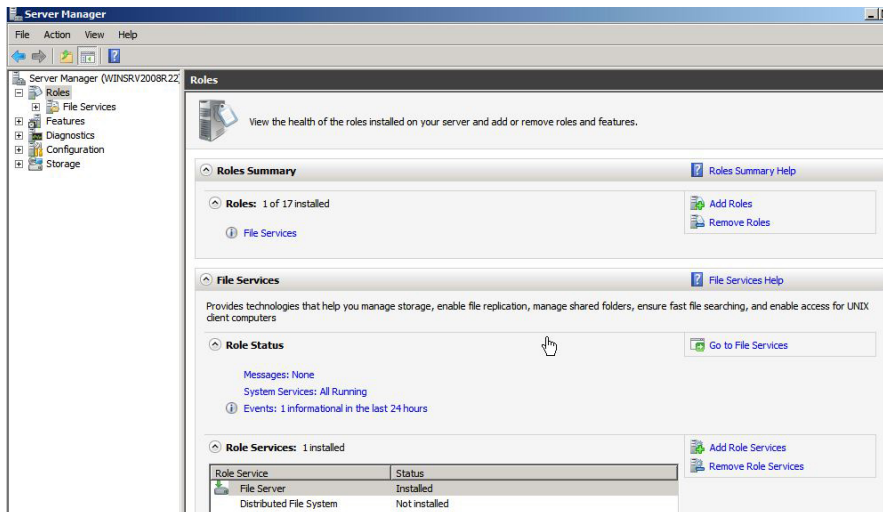 Server Manager
File Action View Help
Server Manager (WINSRV2008R22
Roles
File Services
Features
Diagnostics
Configuration
Storage
Roles
View the health of the roles installed on your server and add or remove roles and features.
Roles Summary
Roles Summary Help
Roles: 1 of 17 installed
Add Roles
Remove Roles
File Services
File Services
File Services Help
Provides technologies that help you manage storage, enable file replication, manage shared folders, ensure fast file searching, and enable access for UNIX
client computers
Role Status
Go to File Services
Messages: None
System Services: All Running
Events: 1 informational in the last 24 hours
Role Services: 1 installed
Add Role Services
Remove Role Services
Role Service Status
File Server Installed
Distributed File System Not installed